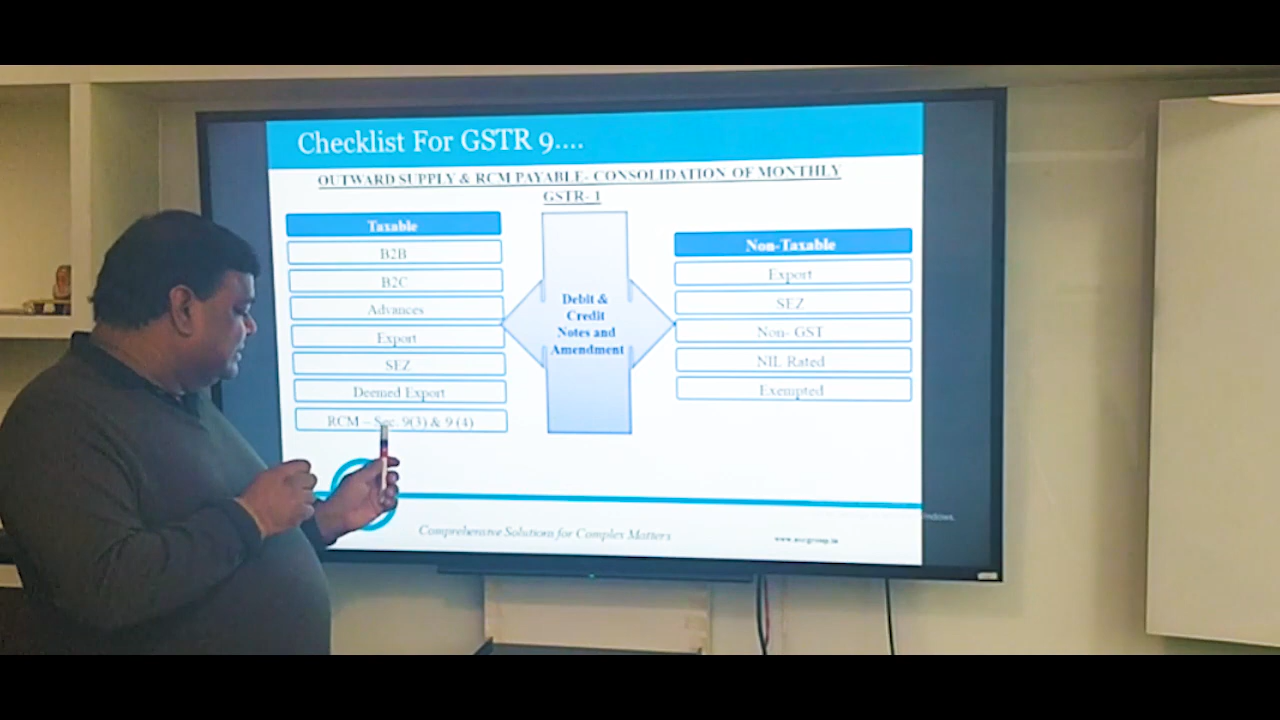 Checklist For GSTR 9....
OUTWARD SUPPLY & RCM PAYABLE- CONSOLIDATION OF MONTHLY
GSTR- 1
Taxable
B2B
B2C
Advances
Export
SEZ
Deemed Export
RCM – Sec. 9(3) & 9 (4)
Debit &
Credit
Notes and
Amendment
Non-Taxable
Export
SEZ
Non- GST
NIL Rated
Exempted
Comprehensive Solutions for Complex Matters